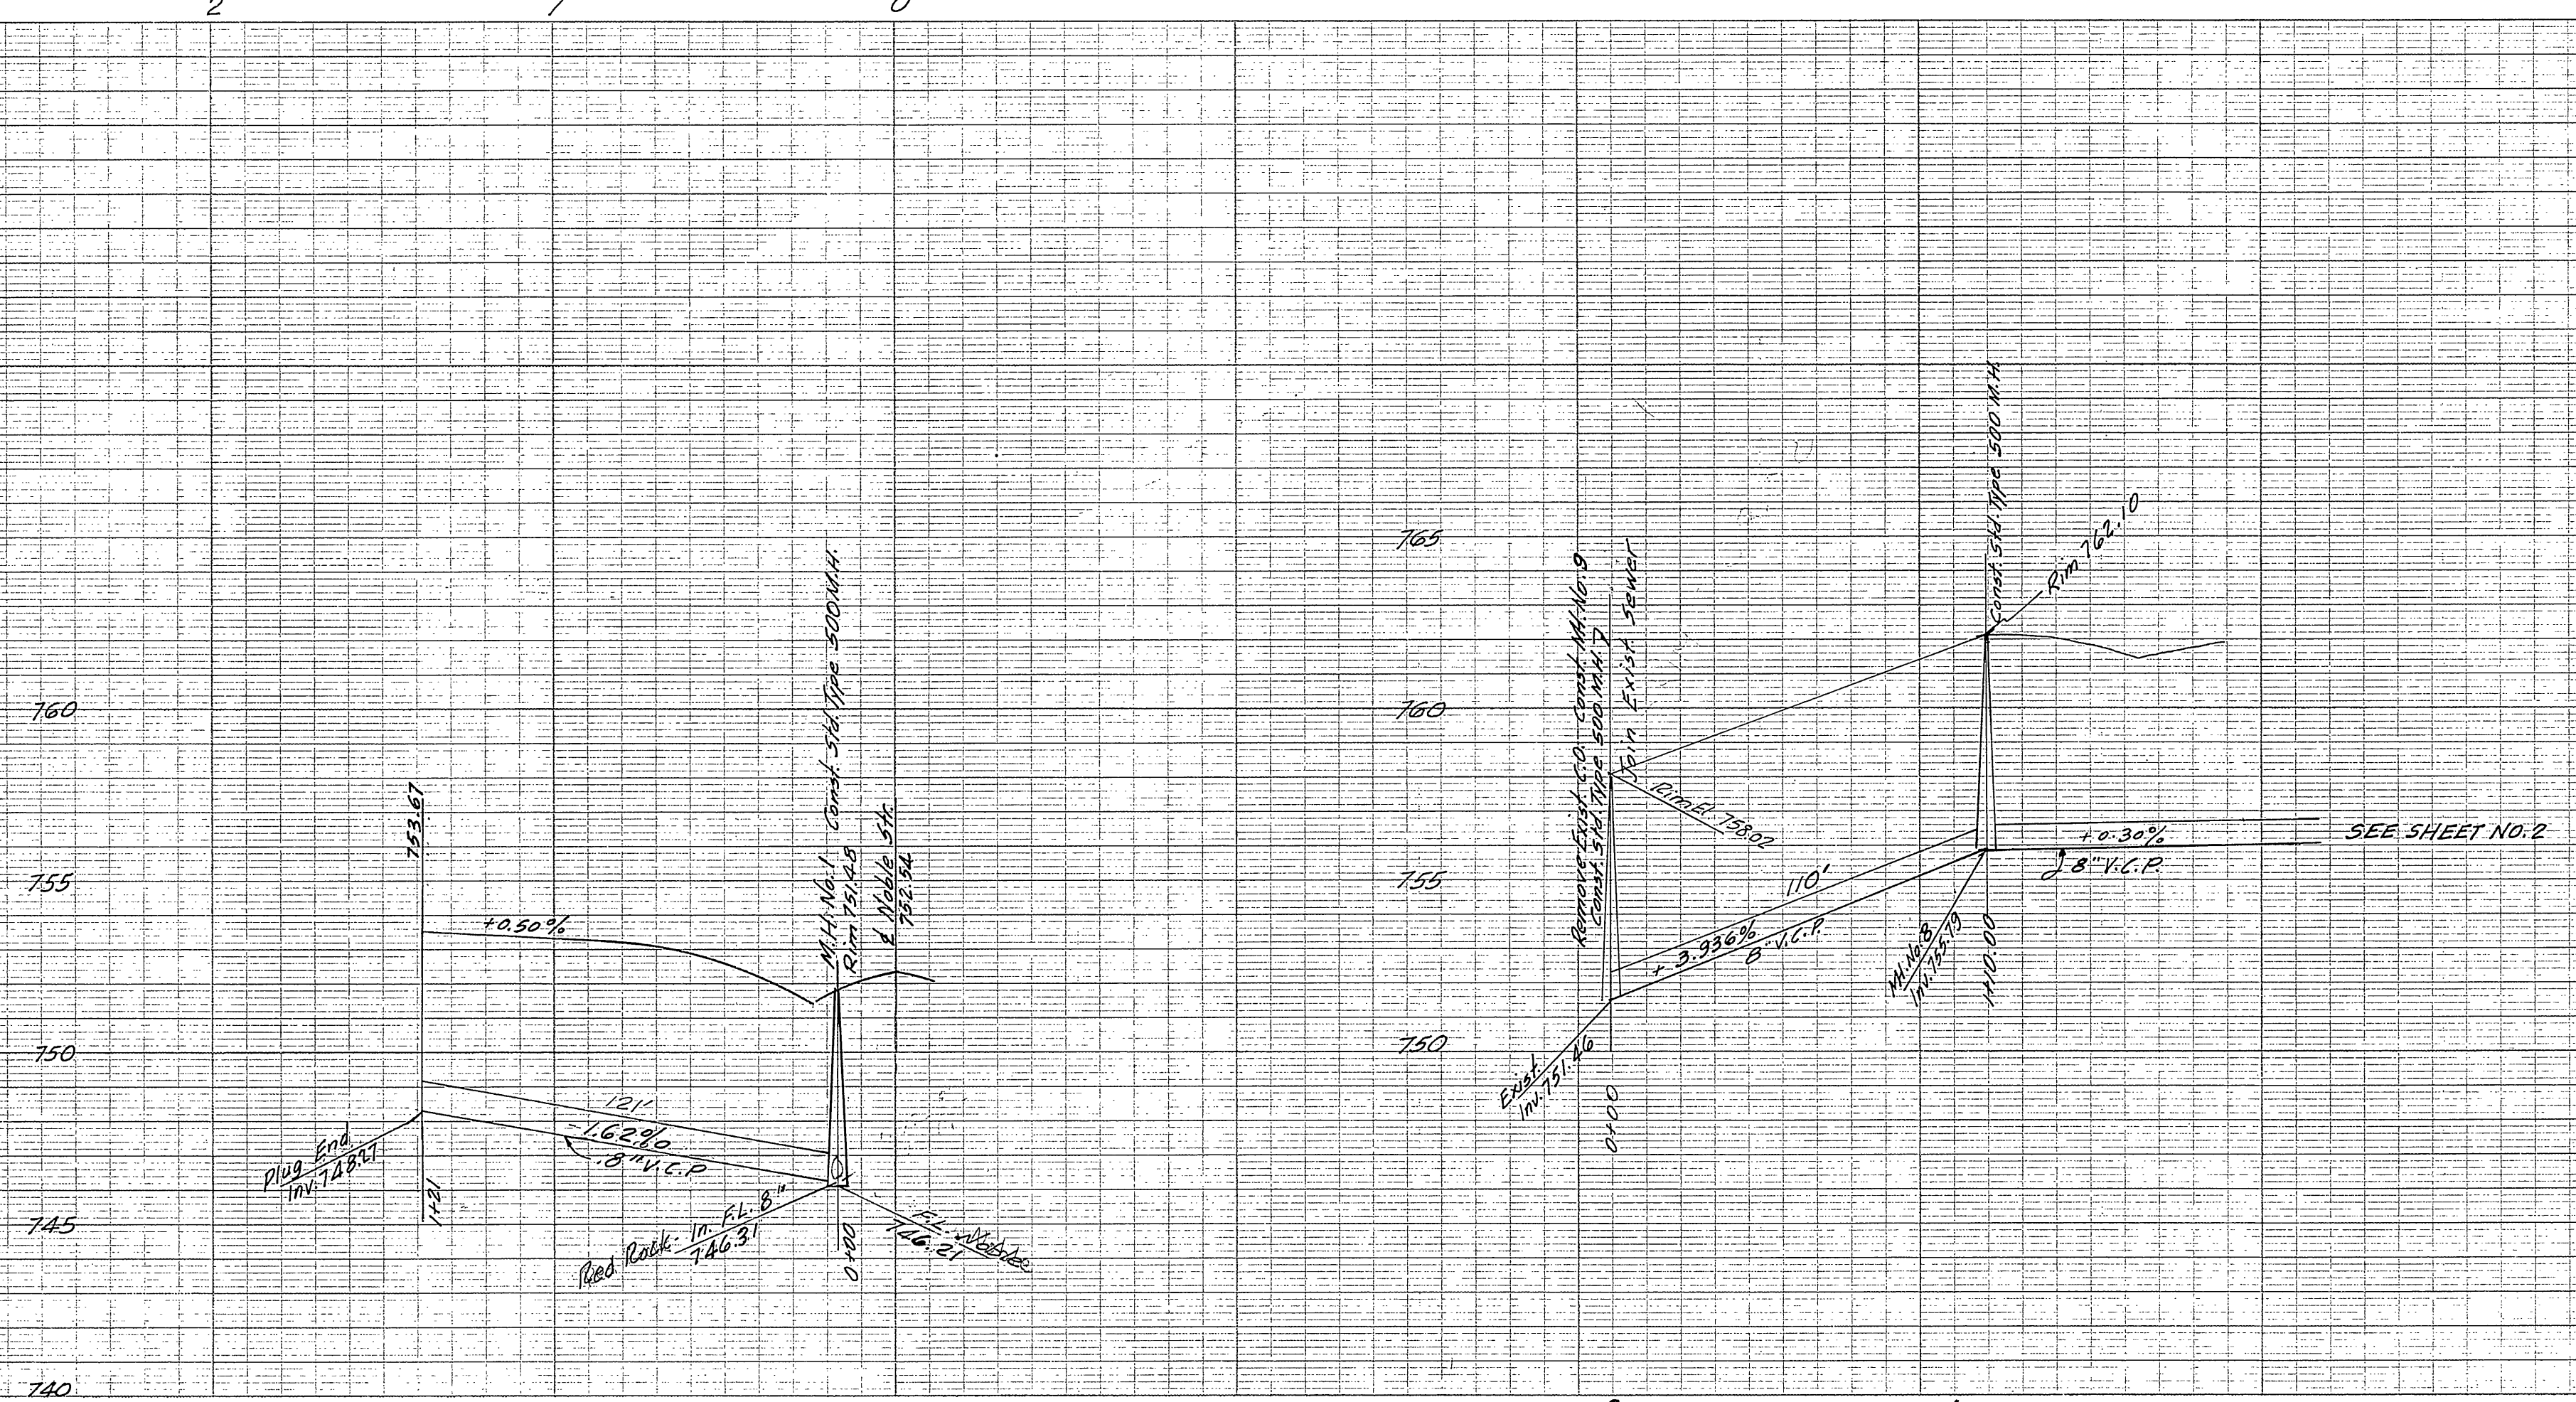 2
1
0
760
755
750
745
740
753.67
+0.50%
M.H. No.1 Const. Std. Type 500 M.H.
Rim 751.48
₵ Noble Str.
752.54
121'
-1.62%
8" V.C.P
Plug End
Inv. 748.27
1+21
Red Rock- In. F.L. 8"
746.31
0+00
F.L.
746.21
765
760
755
750
Remove Exist. C.O. Const. M.H. No. 9
Const. Std. Type 500 M.H.
Join Exist. Sewer
Rim El. 758.02
110'
+ 3.936%
8" V.C.P.
Exist.
Inv. 751.46
0+00
Const. Std. Type 500 M.H.
Rim 762.10
+0.30%
8" V.C.P.
SEE SHEET NO. 2
M.H. No. 8
Inv. 755.79
1+10.00